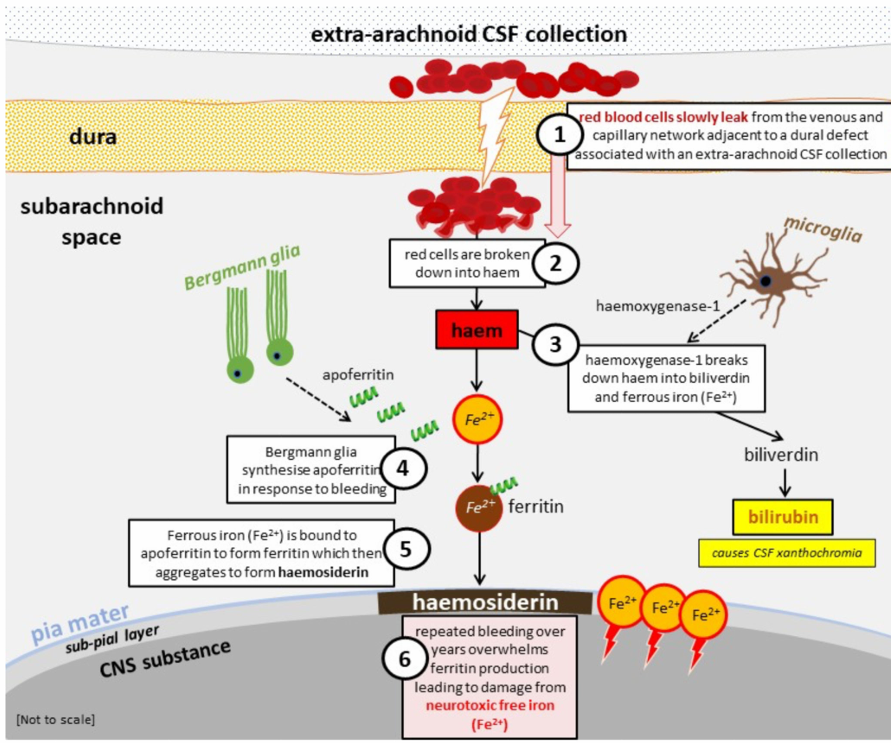 extra-arachnoid CSF collection
dura
1
red blood cells slowly leak from the venous and
capillary network adjacent to a dural defect
associated with an extra-arachnoid CSF collection
subarachnoid
space
Bergmann glia
microglia
red cells are broken
down into haem
2
haemoxygenase-1
haem
3
haemoxygenase-1 breaks
down haem into biliverdin
and ferrous iron (Fe²⁺)
apoferritin
Fe²⁺
Bergmann glia
synthesise apoferritin
in response to bleeding
4
biliverdin
Fe²⁺
ferritin
bilirubin
causes CSF xanthochromia
Ferrous iron (Fe²⁺) is bound to
apoferritin to form ferritin which then
aggregates to form haemosiderin
5
haemosiderin
Fe²⁺
Fe²⁺
Fe²⁺
pia mater
sub-pial layer
CNS substance
6
repeated bleeding over
years overwhelms
ferritin production
leading to damage from
neurotoxic free iron
(Fe²⁺)
[Not to scale]